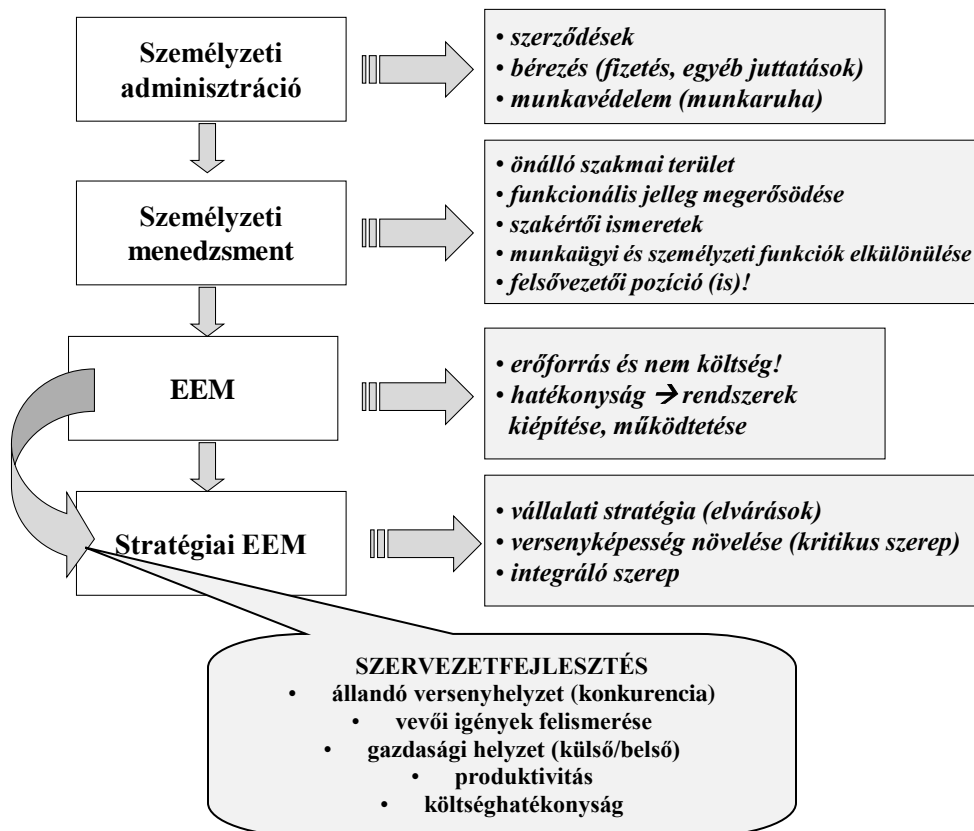 Személyzeti
adminisztráció
• szerződések
• bérezés (fizetés, egyéb juttatások)
• munkavédelem (munkaruha)
Személyzeti
menedzsment
• önálló szakmai terület
• funkcionális jelleg megerősödése
• szakértői ismeretek
• munkaügyi és személyzeti funkciók elkülönülése
• felsővezetői pozíció (is)!
EEM
• erőforrás és nem költség!
• hatékonyság → rendszerek
kiépítése, működtetése
Stratégiai EEM
• vállalati stratégia (elvárások)
• versenyképesség növelése (kritikus szerep)
• integráló szerep
SZERVEZETFEJLESZTÉS
• állandó versenyhelyzet (konkurencia)
• vevői igények felismerése
• gazdasági helyzet (külső/belső)
• produktivitás
• költséghatékonyság